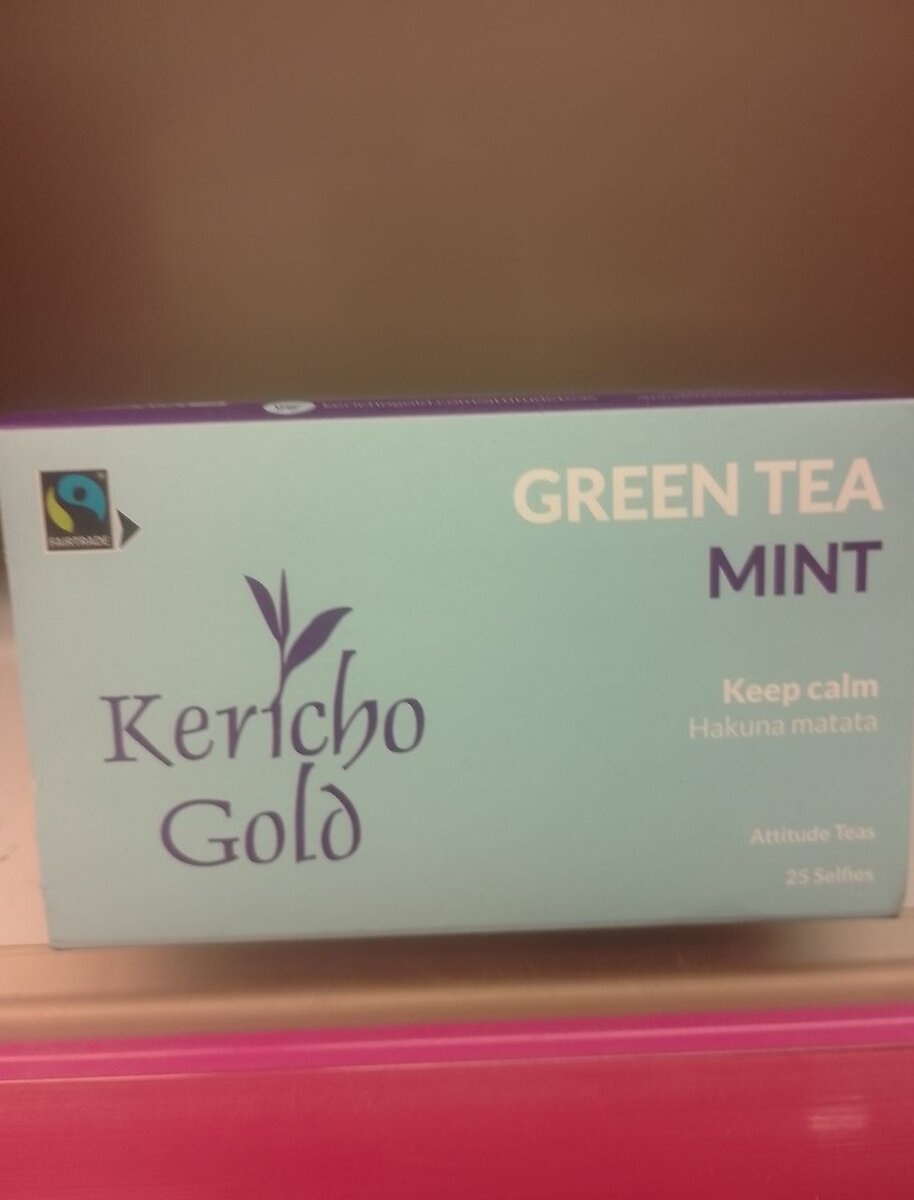 FAIRTRADE
GREEN TEA
MINT
Kericho
Gold
Keep calm
Hakuna matata
Attitude Teas
25 Selfies